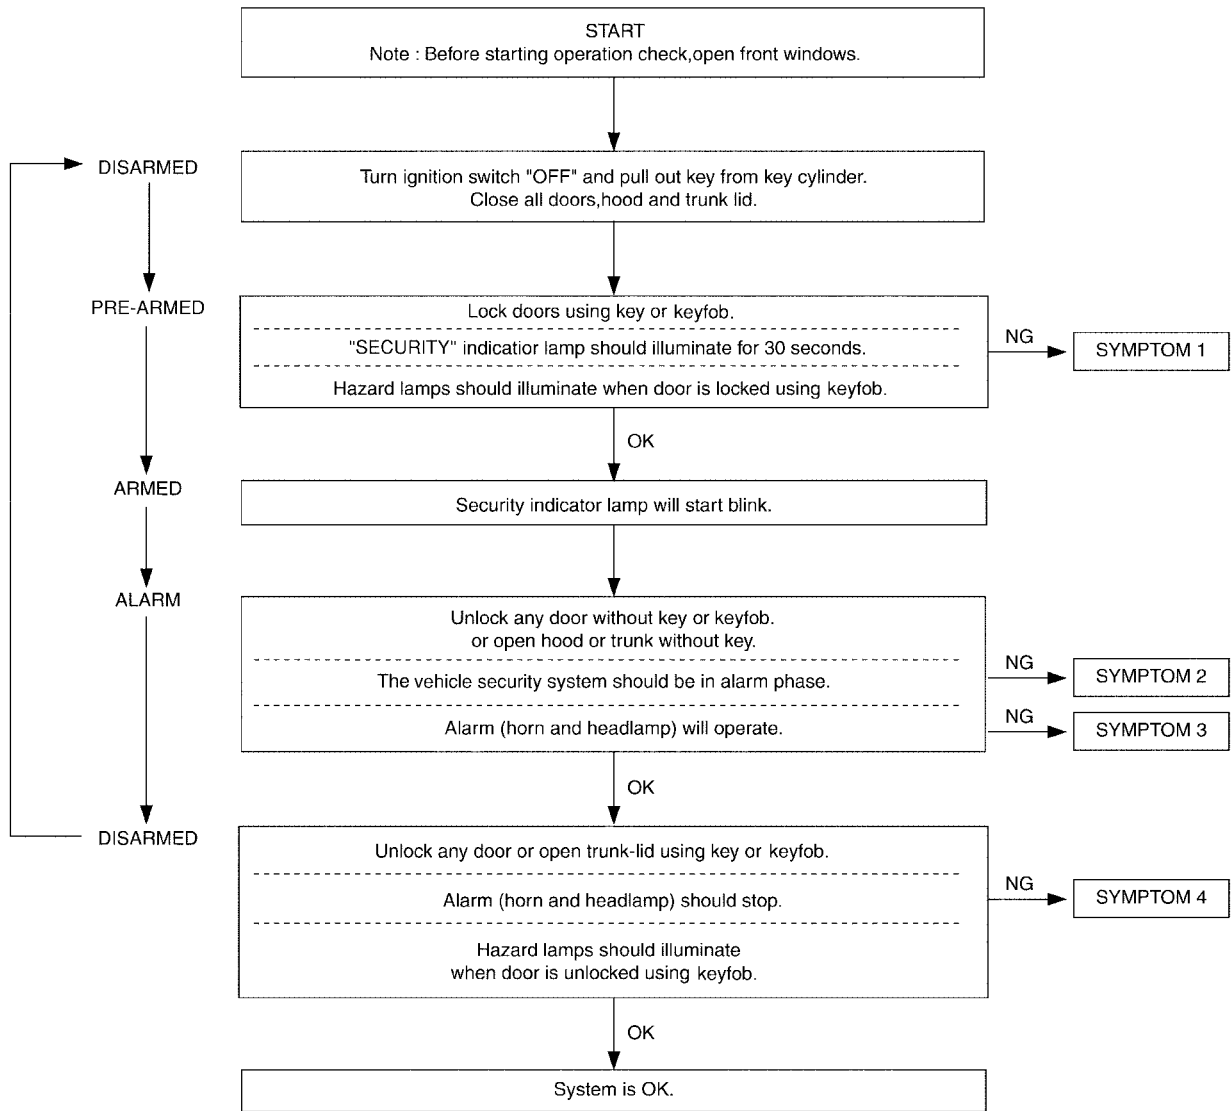 START
Note : Before starting operation check,open front windows.
DISARMED
Turn ignition switch "OFF" and pull out key from key cylinder.
Close all doors,hood and trunk lid.
PRE-ARMED
Lock doors using key or keyfob.
"SECURITY" indicatior lamp should illuminate for 30 seconds.
Hazard lamps should illuminate when door is locked using keyfob.
NG
SYMPTOM 1
OK
ARMED
Security indicator lamp will start blink.
ALARM
Unlock any door without key or keyfob.
or open hood or trunk without key.
The vehicle security system should be in alarm phase.
NG
SYMPTOM 2
Alarm (horn and headlamp) will operate.
NG
SYMPTOM 3
OK
DISARMED
Unlock any door or open trunk-lid using key or keyfob.
Alarm (horn and headlamp) should stop.
NG
SYMPTOM 4
Hazard lamps should illuminate
when door is unlocked using keyfob.
OK
System is OK.